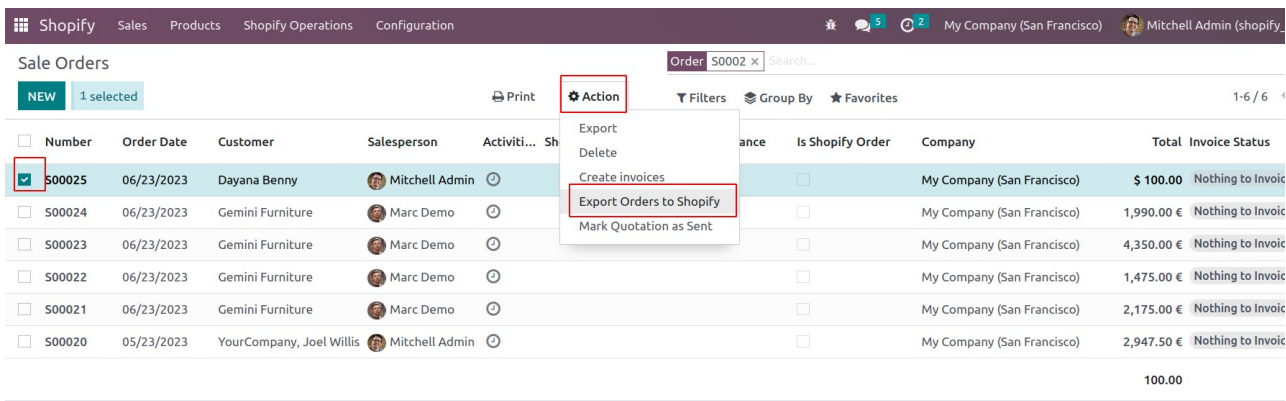 Shopify Sales Products Shopify Operations Configuration 5 2 My Company (San Francisco) Mitchell Admin (shopify_
Sale Orders Order S0002 × Search...
NEW 1 selected Print Action Filters Group By Favorites 1-6 / 6
Number Order Date Customer Salesperson Activiti... Sh ance Is Shopify Order Company Total Invoice Status
Export
Delete
Create invoices
Export Orders to Shopify
Mark Quotation as Sent
S00025 06/23/2023 Dayana Benny Mitchell Admin My Company (San Francisco) $ 100.00 Nothing to Invoic
S00024 06/23/2023 Gemini Furniture Marc Demo My Company (San Francisco) 1,990.00 € Nothing to Invoic
S00023 06/23/2023 Gemini Furniture Marc Demo My Company (San Francisco) 4,350.00 € Nothing to Invoic
S00022 06/23/2023 Gemini Furniture Marc Demo My Company (San Francisco) 1,475.00 € Nothing to Invoic
S00021 06/23/2023 Gemini Furniture Marc Demo My Company (San Francisco) 2,175.00 € Nothing to Invoic
S00020 05/23/2023 YourCompany, Joel Willis Mitchell Admin My Company (San Francisco) 2,947.50 € Nothing to Invoic
100.00